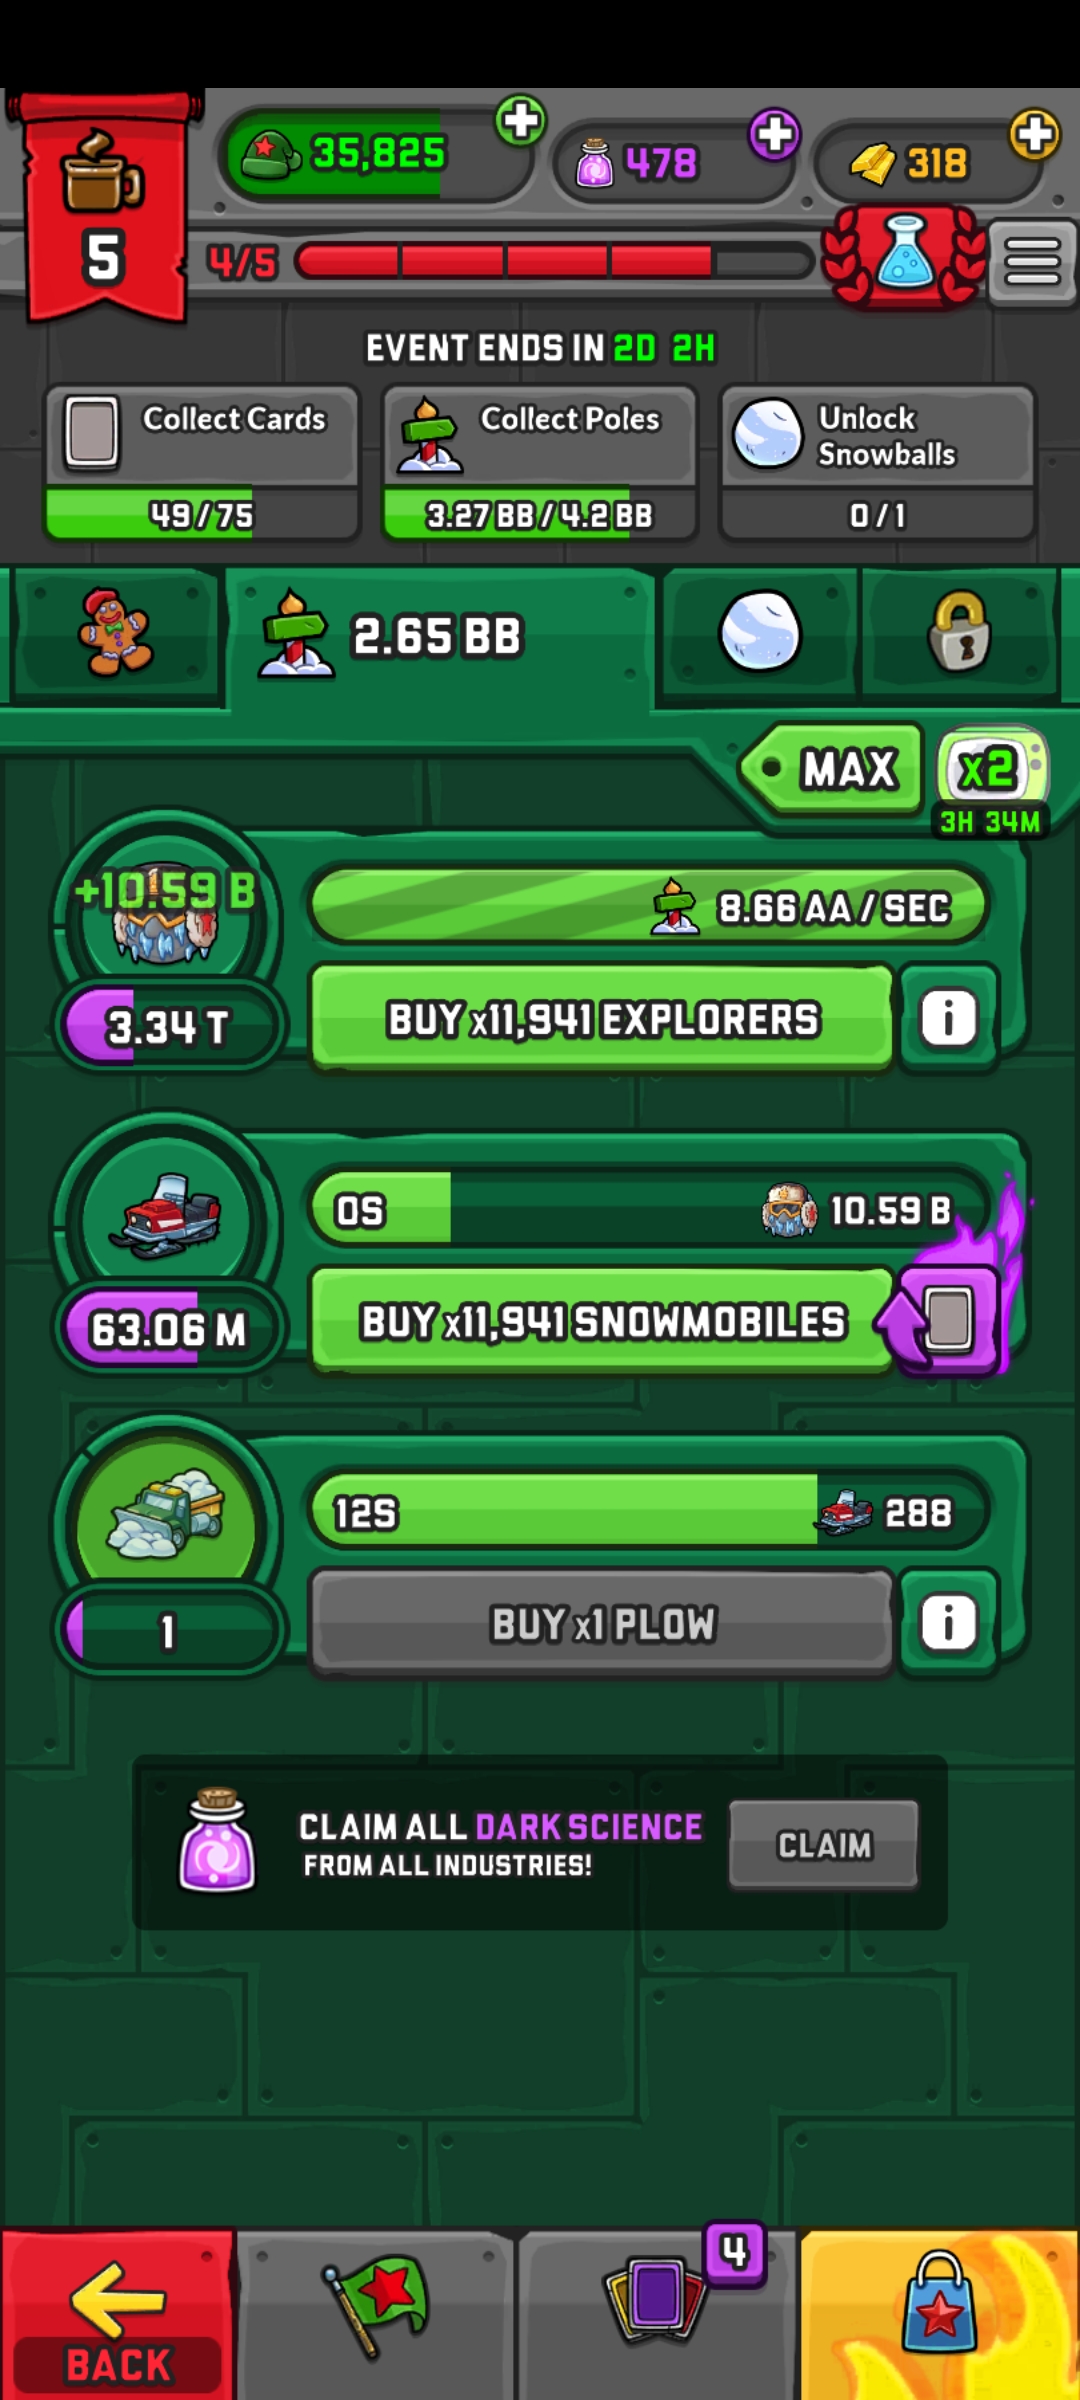 35,825
478
318
5
4/5
EVENT ENDS IN 2D 2H
Collect Cards
49/75
Collect Poles
3.27 BB/4.2 BB
Unlock
Snowballs
0/1
2.65 BB
MAX
x2
3H 34M
+10.59 B
8.66 AA/SEC
3.34 T
BUY x11,941 EXPLORERS
i
0S
10.59 B
63.06 M
BUY x11,941 SNOWMOBILES
12S
288
1
BUY x1 PLOW
i
CLAIM ALL DARK SCIENCE
FROM ALL INDUSTRIES!
CLAIM
4
BACK